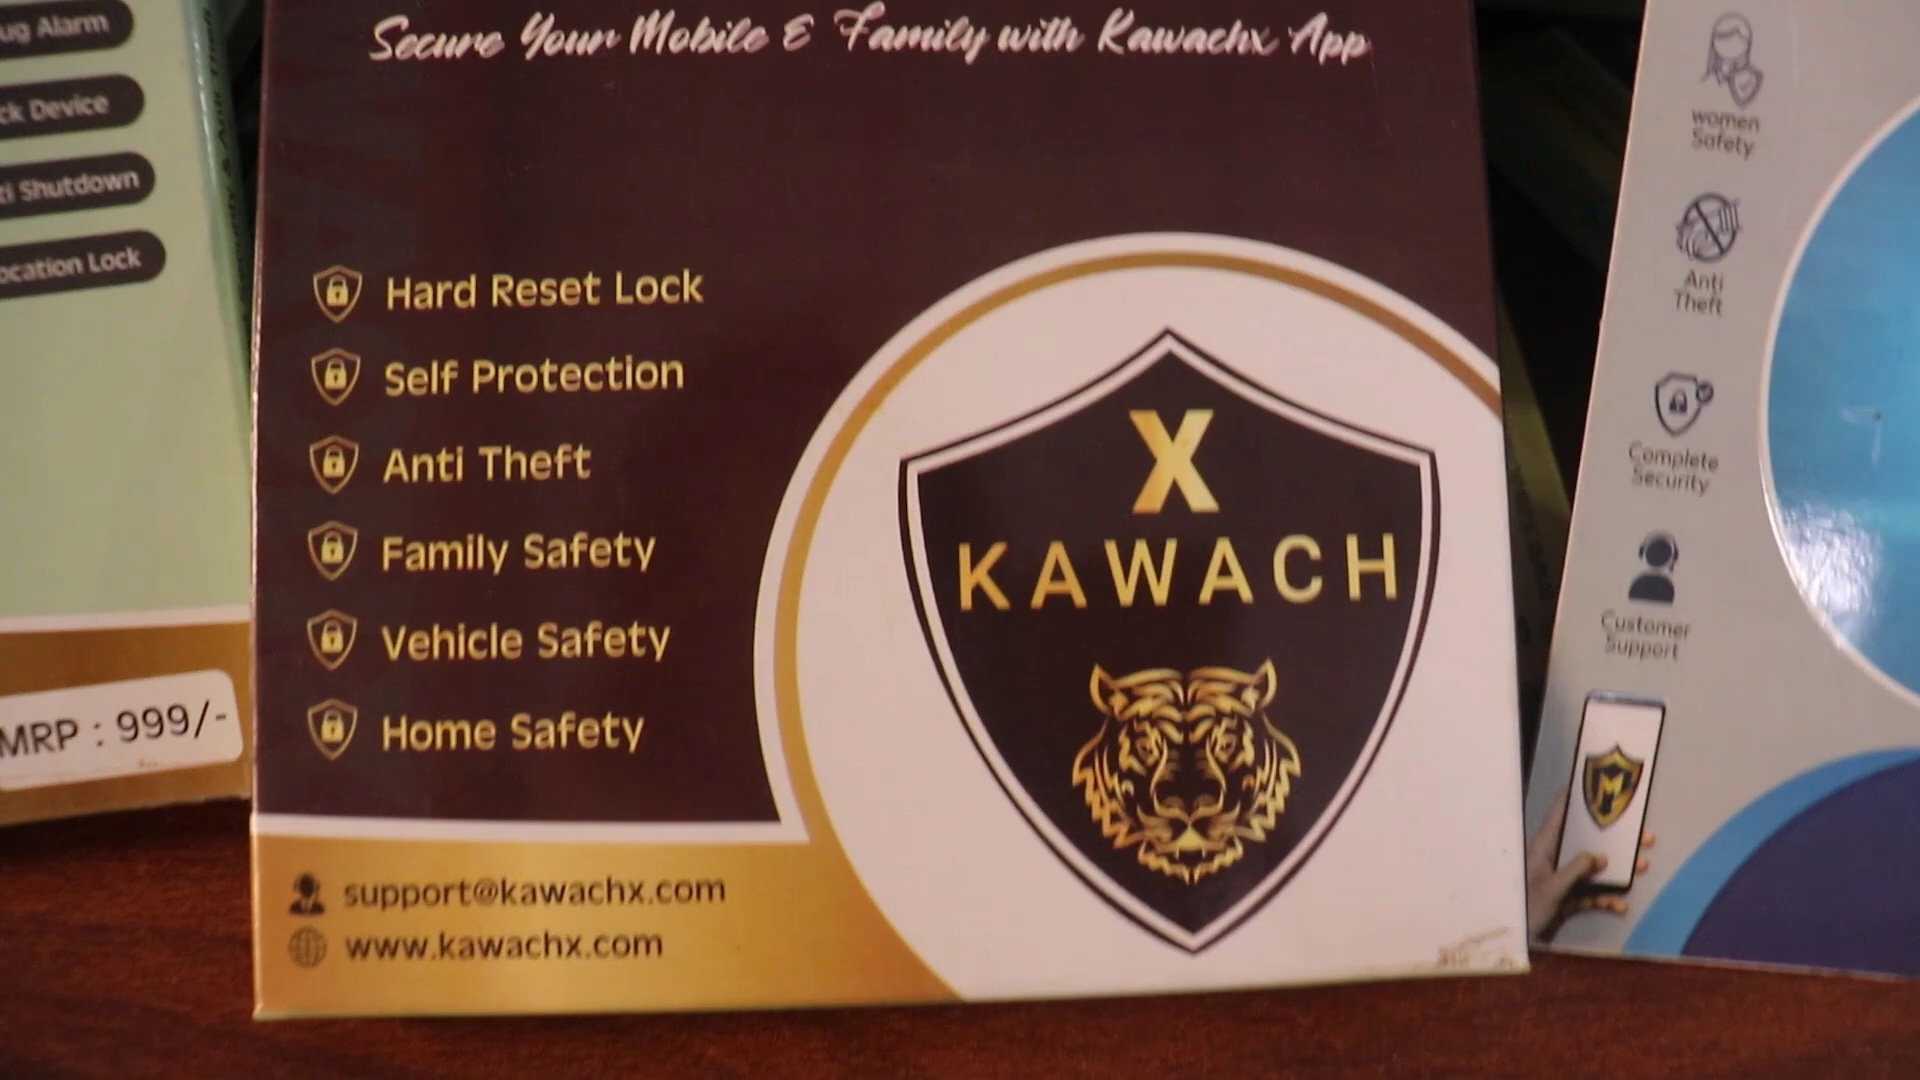 ug Alarm
ck Device
ti Shutdown
ocation Lock
MRP : 999/-
Secure Your Mobile & Family with Kawachx App
Hard Reset Lock
Self Protection
Anti Theft
Family Safety
Vehicle Safety
Home Safety
support@kawachx.com
www.kawachx.com
X
KAWACH
women
Safety
Anti
Theft
Complete
Security
Customer
Support
M